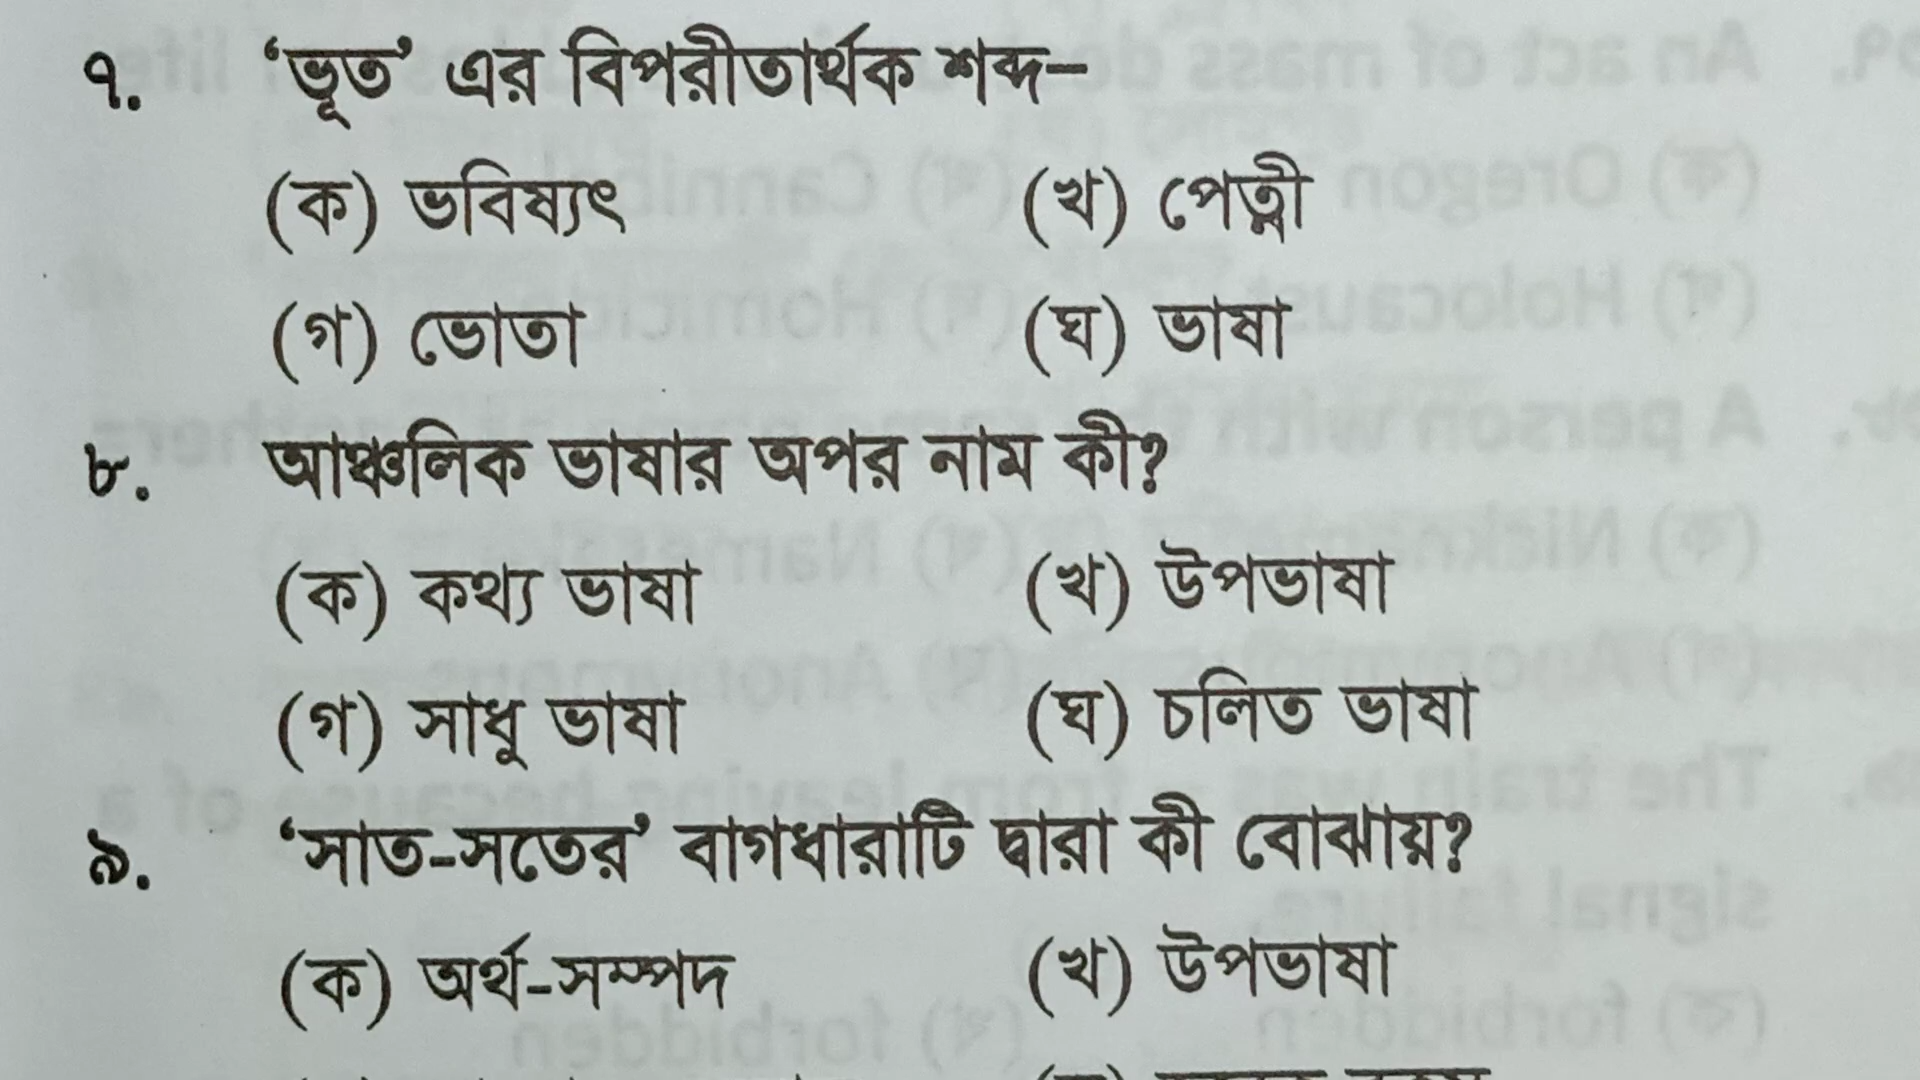 ৭. ‘ভূত’ এর বিপরীতার্থক শব্দ–
(ক) ভবিষ্যৎ (খ) পেত্নী
(গ) ভোতা (ঘ) ভাষা
৮. আঞ্চলিক ভাষার অপর নাম কী?
(ক) কথ্য ভাষা (খ) উপভাষা
(গ) সাধু ভাষা (ঘ) চলিত ভাষা
৯. ‘সাত-সতের’ বাগধারাটি দ্বারা কী বোঝায়?
(ক) অর্থ-সম্পদ (খ) উপভাষা